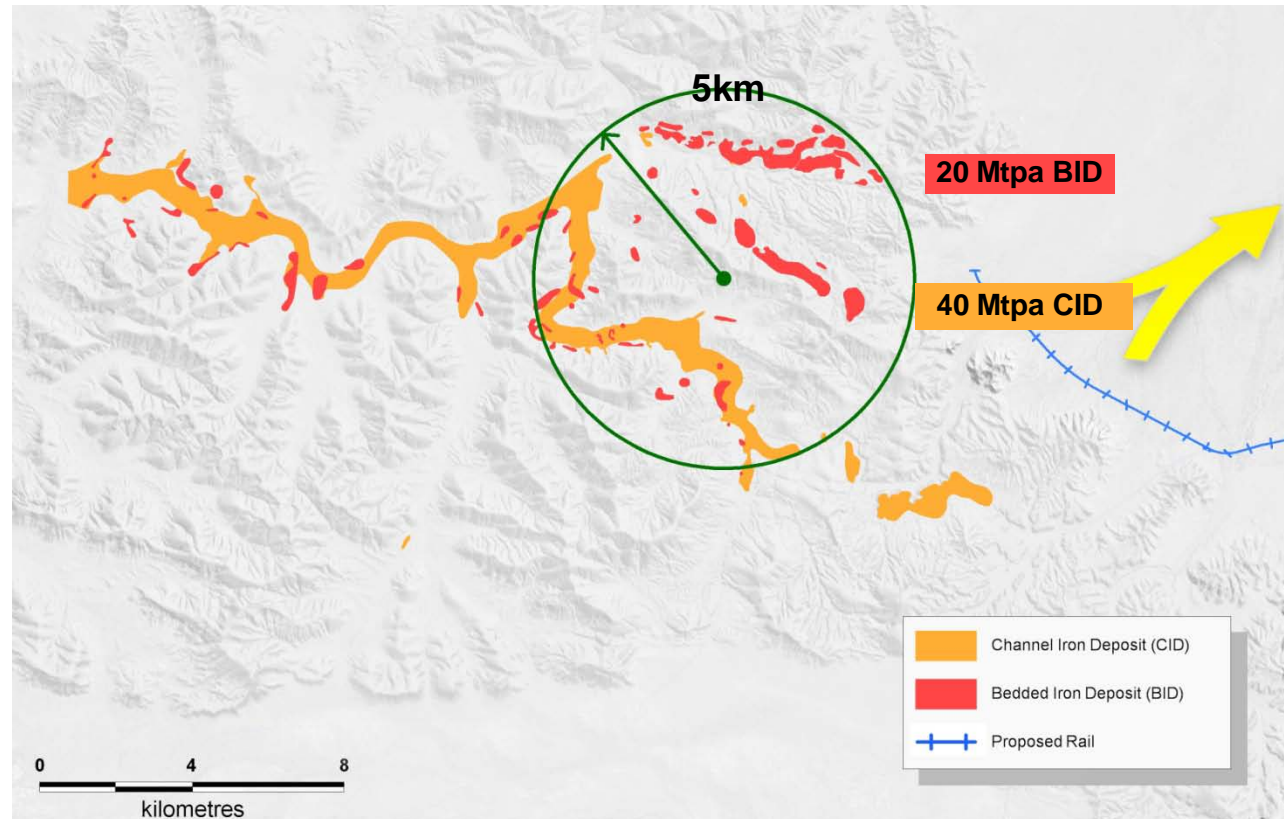 5km
20 Mtpa BID
40 Mtpa CID
Channel Iron Deposit (CID)
Bedded Iron Deposit (BID)
Proposed Rail
0 4 8
kilometres